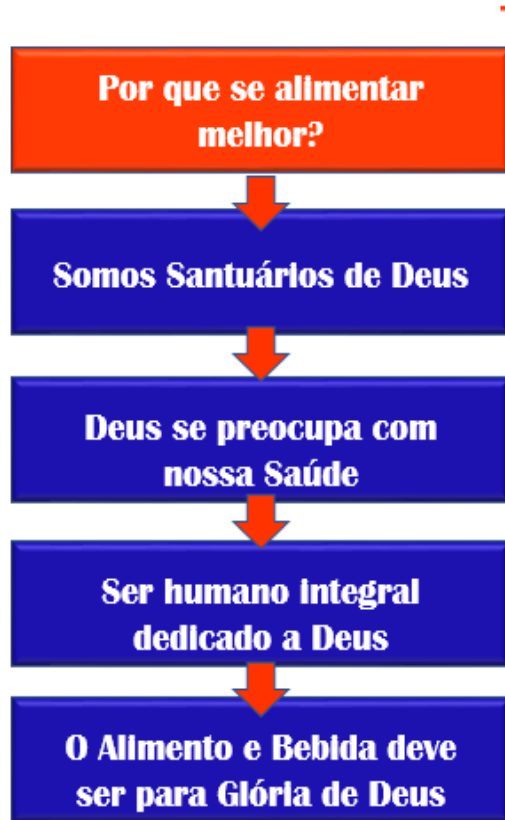 Por que se alimentar
melhor?
Somos Santuários de Deus
Deus se preocupa com
nossa Saúde
Ser humano integral
dedicado a Deus
O Alimento e Bebida deve
ser para Glória de Deus